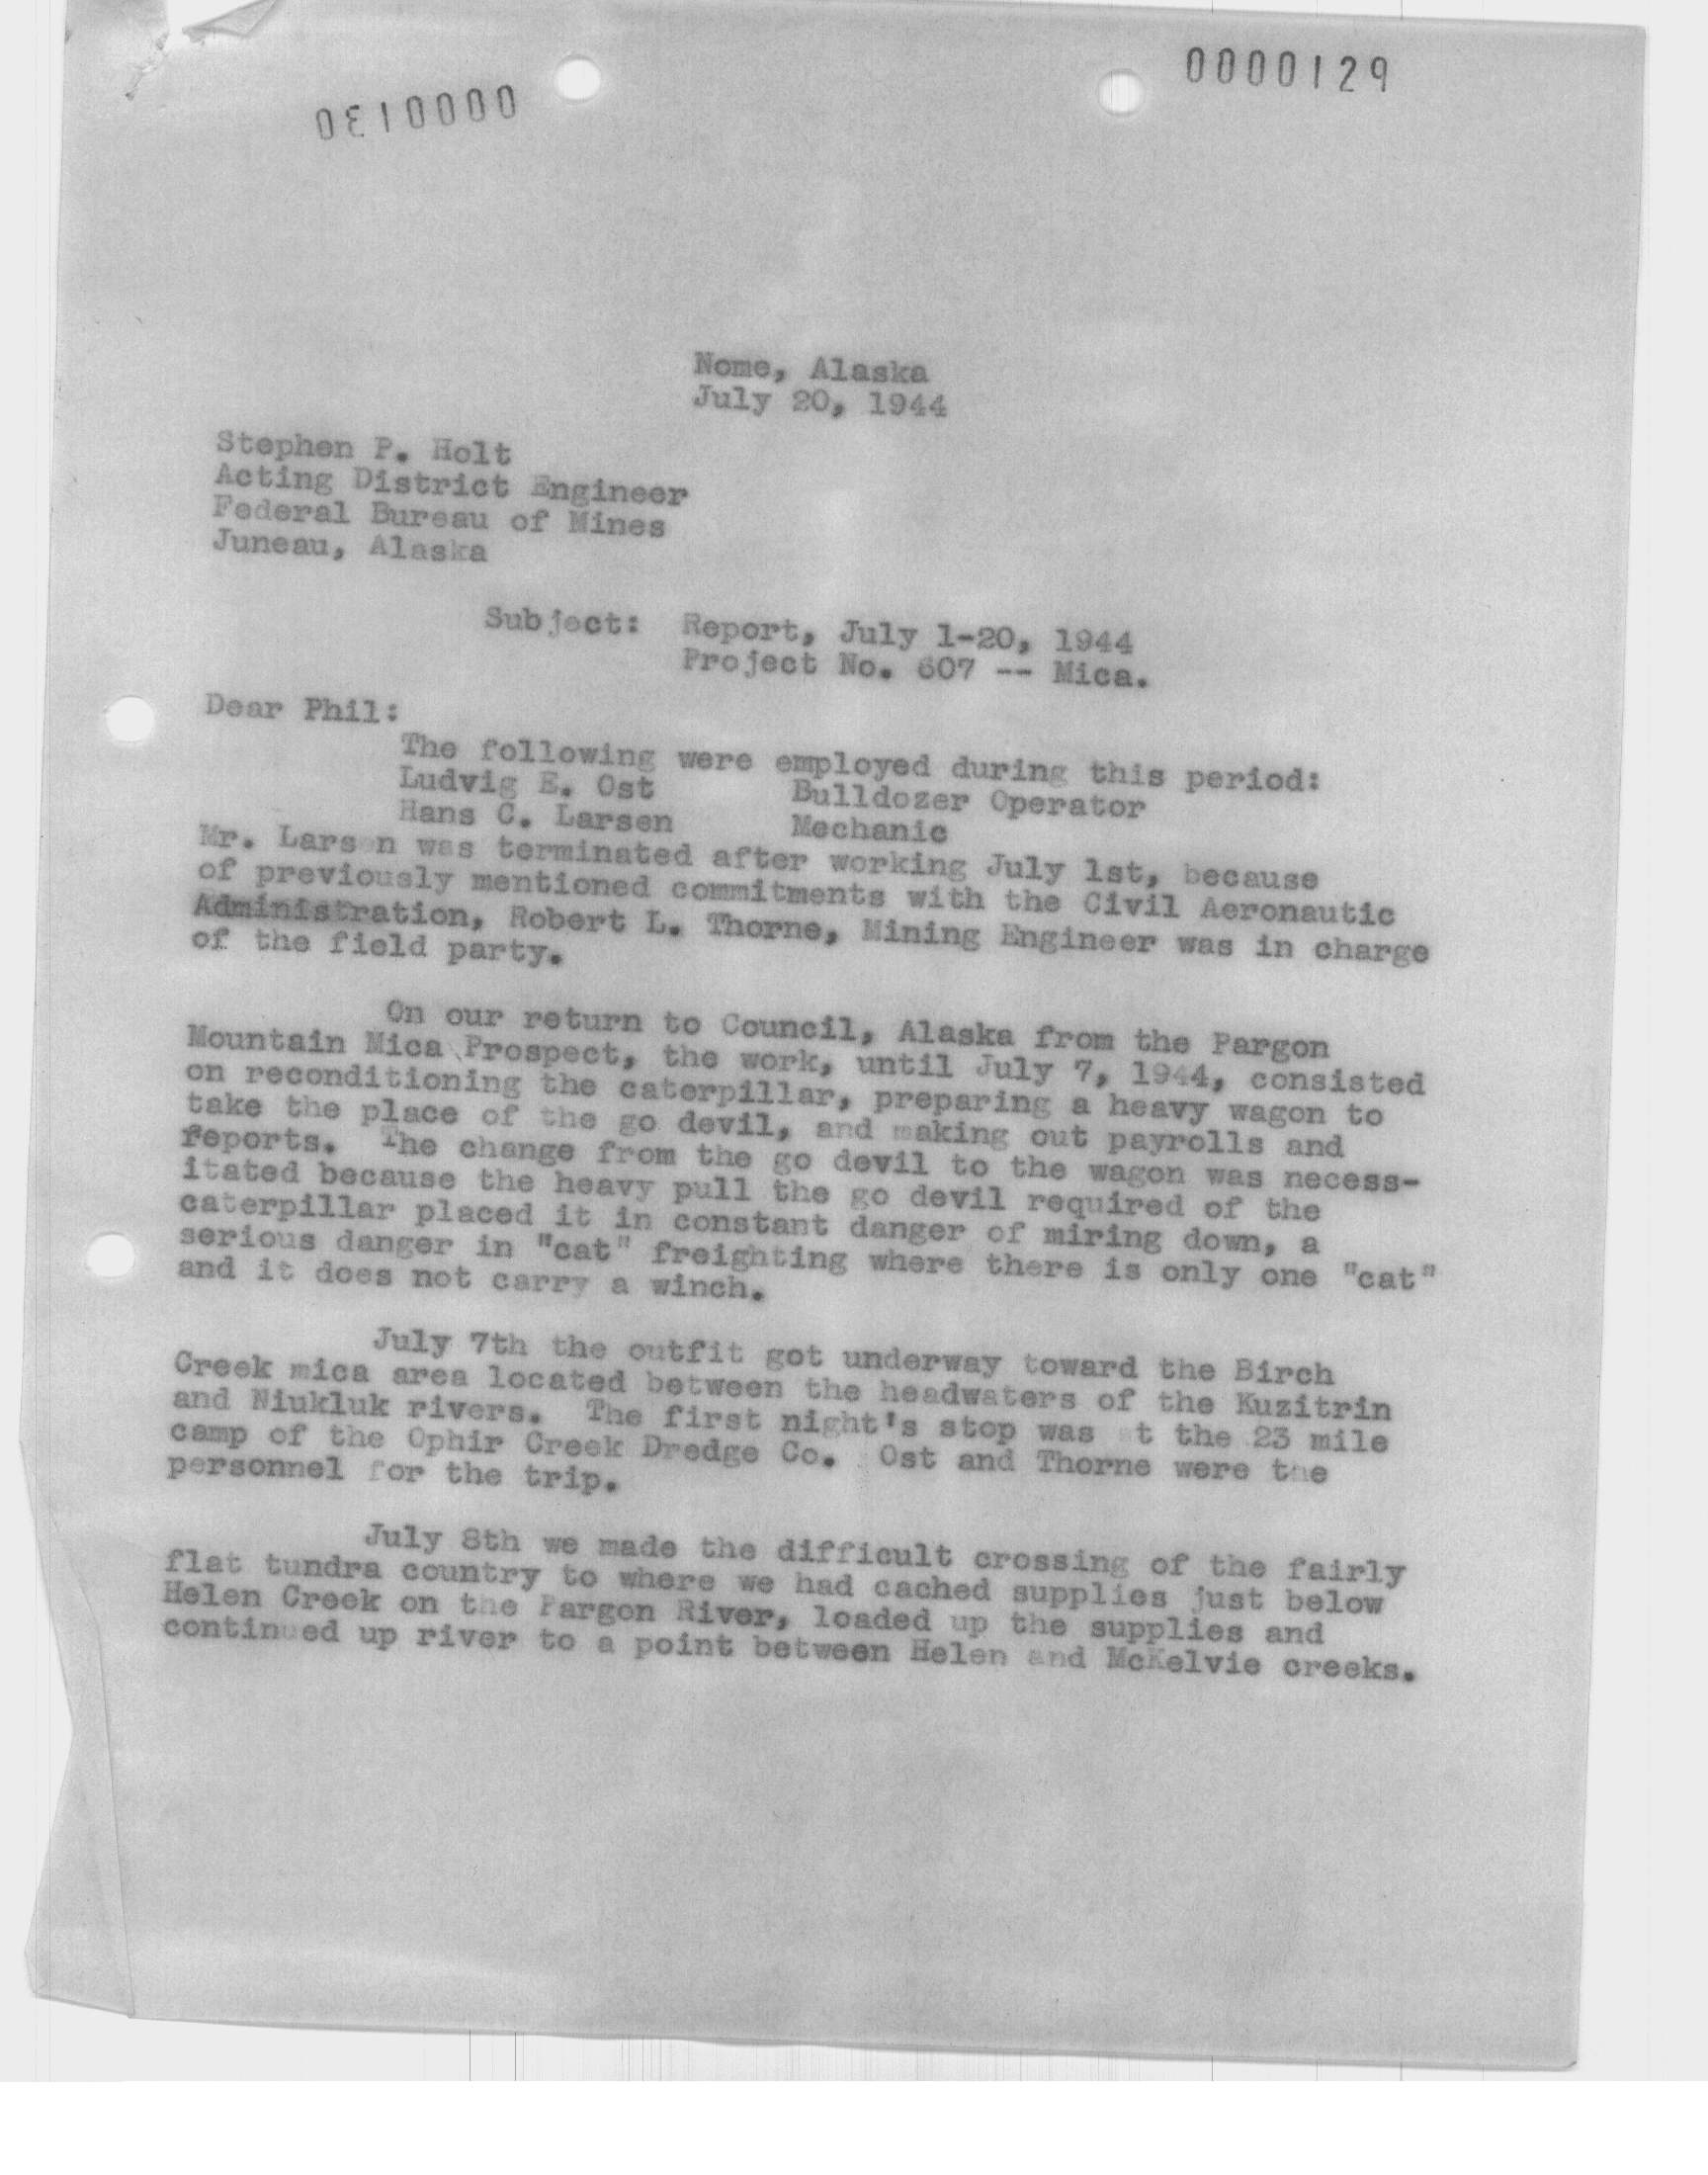 0000129
0000130
Nome, Alaska
July 20, 1944
Stephen P. Holt
Acting District Engineer
Federal Bureau of Mines
Juneau, Alaska
Subject: Report, July 1-20, 1944
Project No. 607 -- Mica.
Dear Phil:
The following were employed during this period:
Ludvig E. Ost Bulldozer Operator
Hans C. Larsen Mechanic
Mr. Larsen was terminated after working July 1st, because
of previously mentioned commitments with the Civil Aeronautic
Administration, Robert L. Thorne, Mining Engineer was in charge
of the field party.
On our return to Council, Alaska from the Pargon
Mountain Mica Prospect, the work, until July 7, 1944, consisted
on reconditioning the caterpillar, preparing a heavy wagon to
take the place of the go devil, and making out payrolls and
reports. The change from the go devil to the wagon was necess-
itated because the heavy pull the go devil required of the
caterpillar placed it in constant danger of miring down, a
serious danger in "cat" freighting where there is only one "cat"
and it does not carry a winch.
July 7th the outfit got underway toward the Birch
Creek mica area located between the headwaters of the Kuzitrin
and Niukluk rivers. The first night's stop was at the 23 mile
camp of the Ophir Creek Dredge Co. Ost and Thorne were the
personnel for the trip.
July 8th we made the difficult crossing of the fairly
flat tundra country to where we had cached supplies just below
Helen Creek on the Pargon River, loaded up the supplies and
continued up river to a point between Helen and McKelvie creeks.